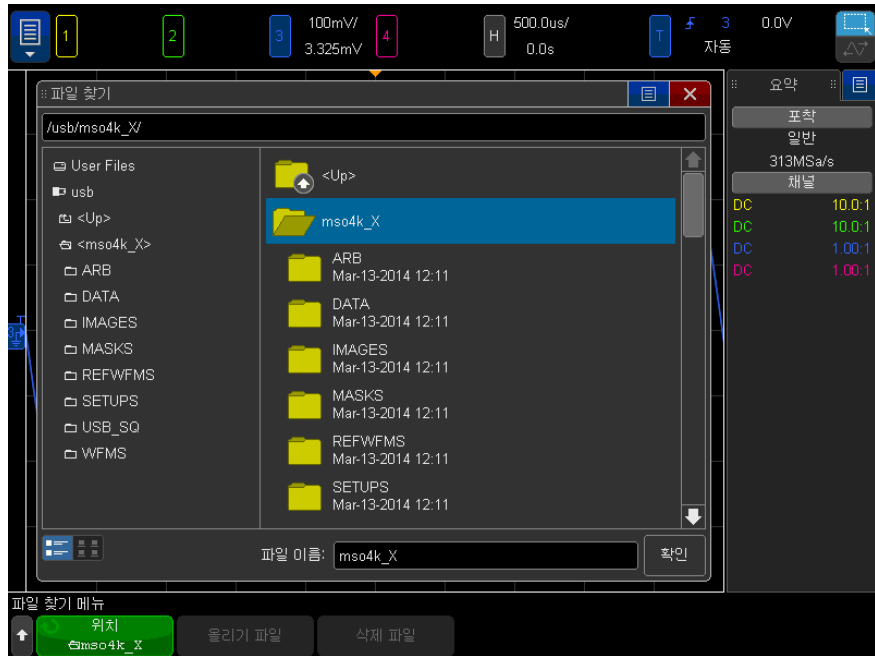 1
2
3
100mV/
3.325mV
4
H
500.0us/
0.0s
T
3
0.0V
자동
파일 찾기
/usb/mso4k_X/
User Files
usb
<Up>
<mso4k_X>
ARB
DATA
IMAGES
MASKS
REFWFMS
SETUPS
USB_SQ
WFMS
<Up>
mso4k_X
ARB
Mar-13-2014 12:11
DATA
Mar-13-2014 12:11
IMAGES
Mar-13-2014 12:11
MASKS
Mar-13-2014 12:11
REFWFMS
Mar-13-2014 12:11
SETUPS
Mar-13-2014 12:11
파일 이름: mso4k_X
확인
요약
포착
일반
313MSa/s
채널
DC 10.0:1
DC 10.0:1
DC 1.00:1
DC 1.00:1
파일 찾기 메뉴
위치
mso4k_X
올리기 파일
삭제 파일